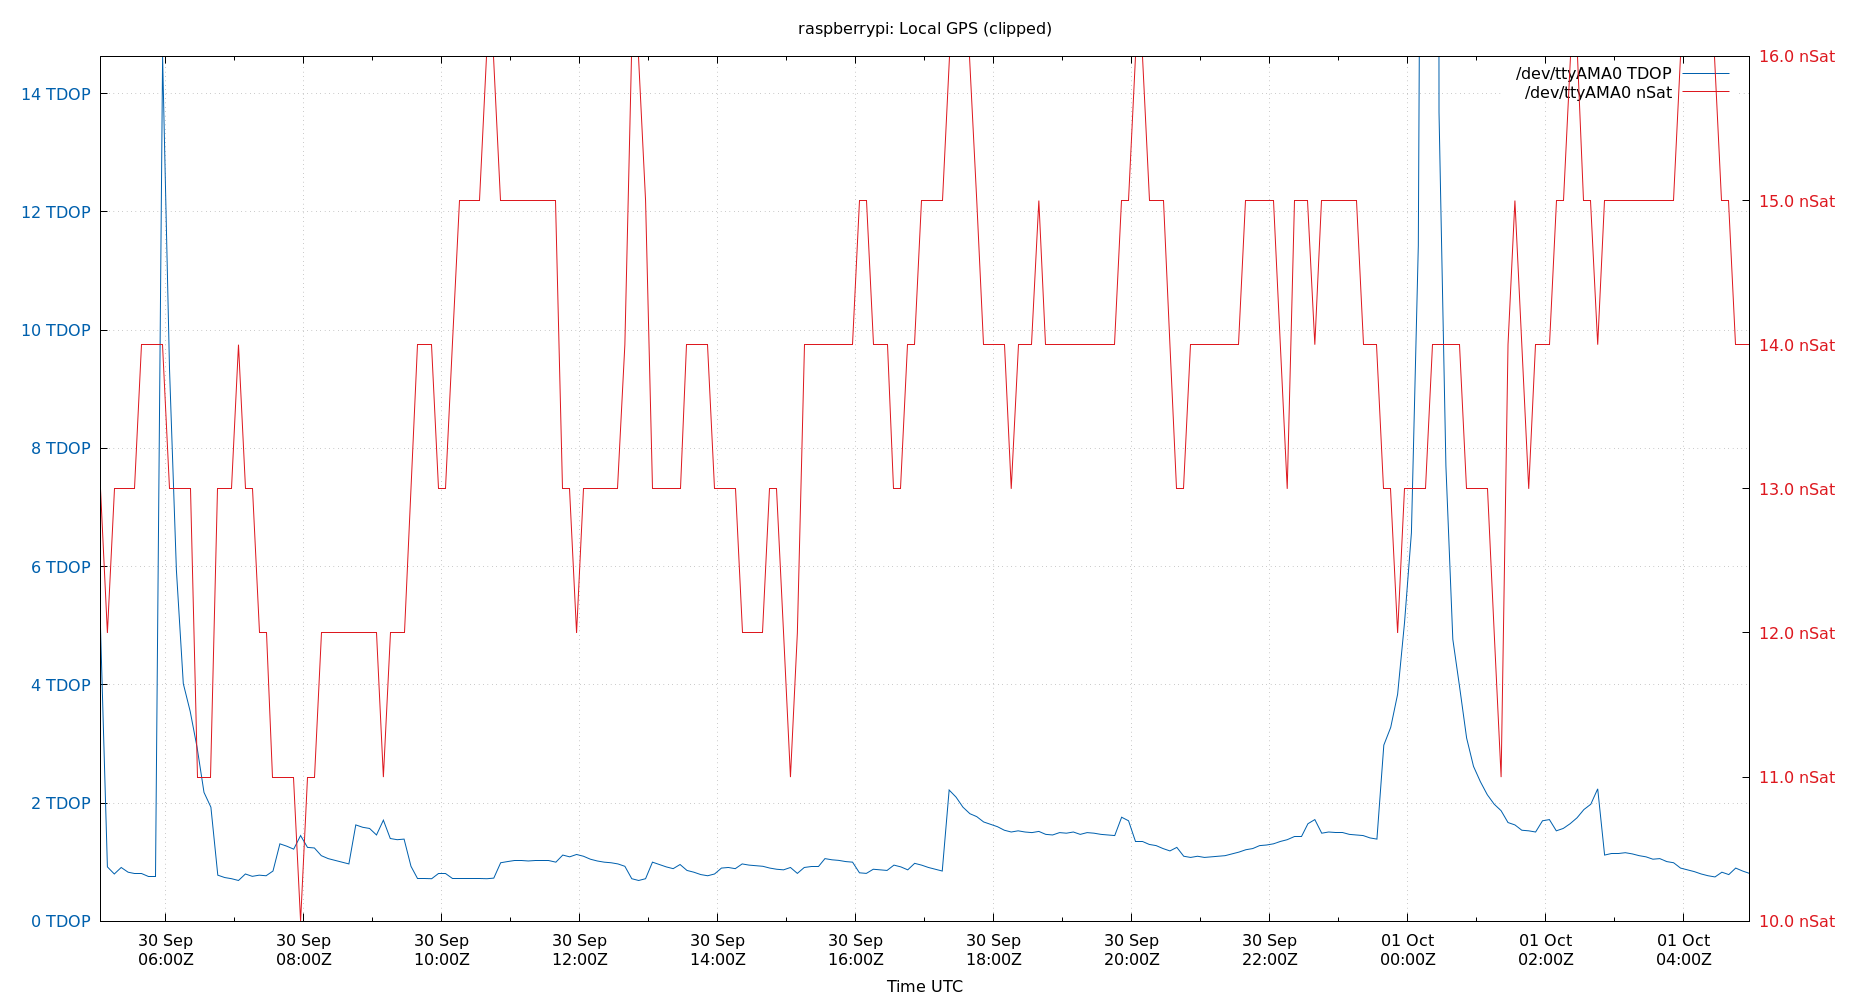 raspberrypi: Local GPS (clipped)
/dev/ttyAMA0 TDOP
/dev/ttyAMA0 nSat
14 TDOP
12 TDOP
10 TDOP
8 TDOP
6 TDOP
4 TDOP
2 TDOP
0 TDOP
16.0 nSat
15.0 nSat
14.0 nSat
13.0 nSat
12.0 nSat
11.0 nSat
10.0 nSat
30 Sep
06:00Z
30 Sep
08:00Z
30 Sep
10:00Z
30 Sep
12:00Z
30 Sep
14:00Z
30 Sep
16:00Z
30 Sep
18:00Z
30 Sep
20:00Z
30 Sep
22:00Z
01 Oct
00:00Z
01 Oct
02:00Z
01 Oct
04:00Z
Time UTC